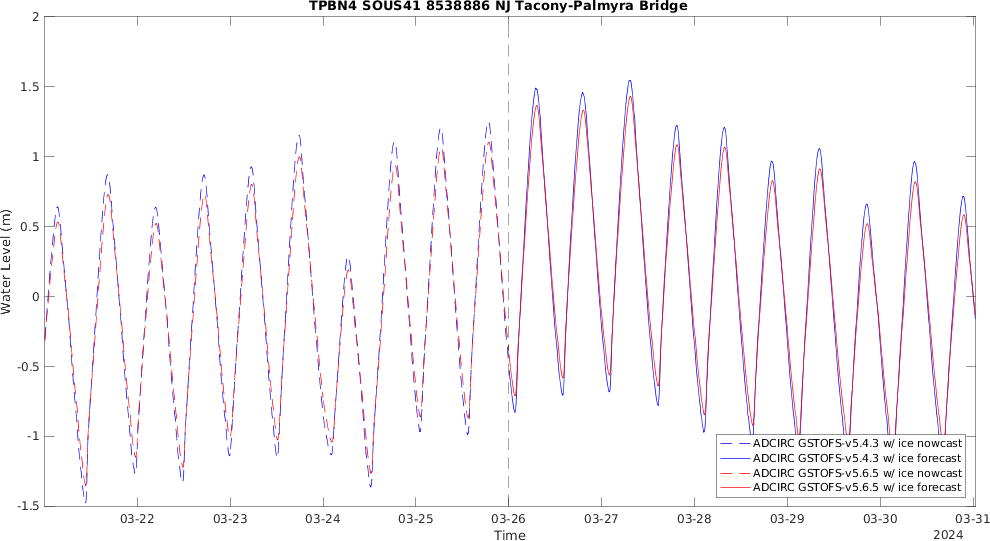 TPBN4 SOUS41 8538886 NJ Tacony-Palmyra Bridge
2
1.5
1
0.5
0
-0.5
-1
-1.5
Water Level (m)
03-22
03-23
03-24
03-25
03-26
03-27
03-28
03-29
03-30
03-31
Time
2024
ADCIRC GSTOFS-v5.4.3 w/ ice nowcast
ADCIRC GSTOFS-v5.4.3 w/ ice forecast
ADCIRC GSTOFS-v5.6.5 w/ ice nowcast
ADCIRC GSTOFS-v5.6.5 w/ ice forecast